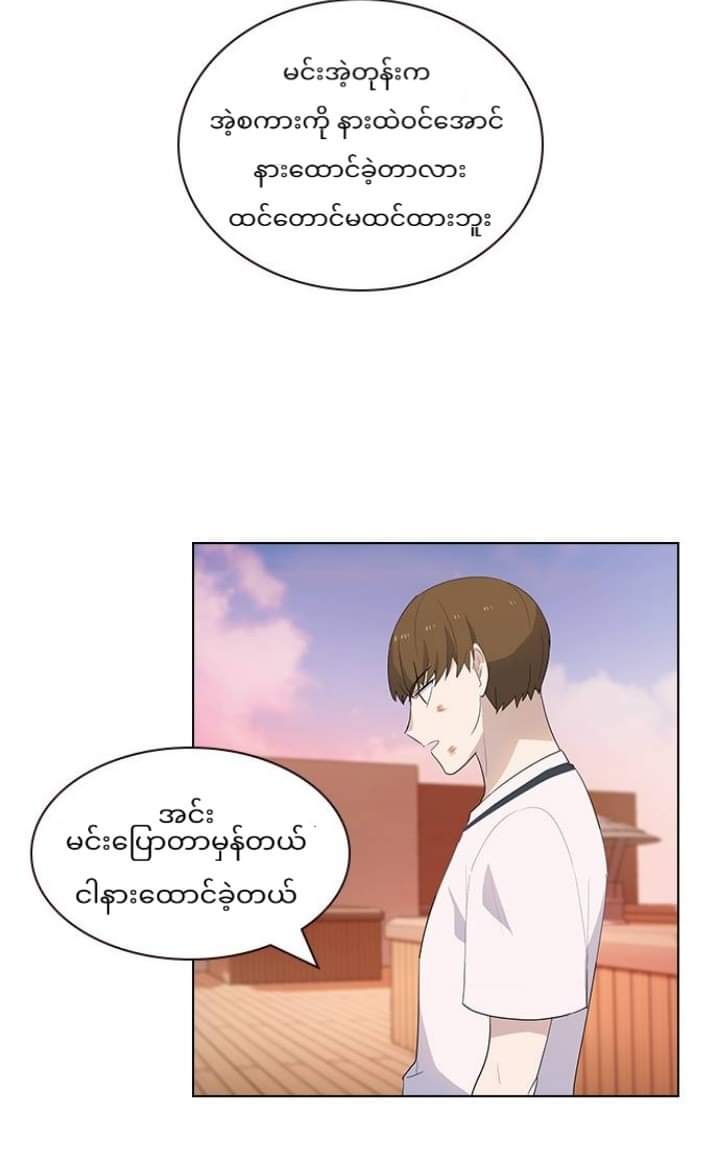 မင်းအဲ့တုန်းက
အဲ့စကားကို နားထဲဝင်အောင်
နားထောင်ခဲ့တာလား
ထင်တောင်မထင်ထားဘူး
အင်း
မင်းပြောတာမှန်တယ်
ငါနားထောင်ခဲ့တယ်